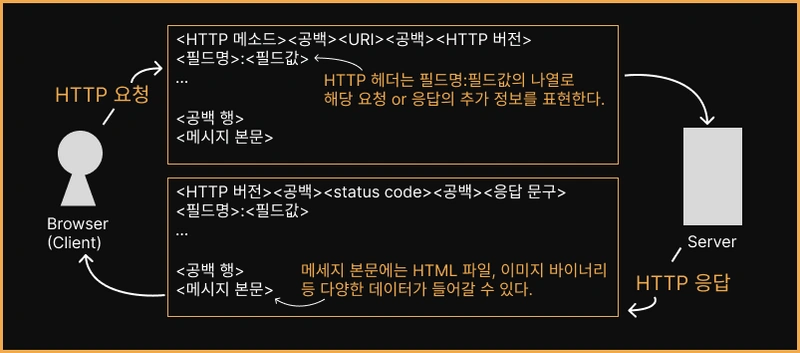 <HTTP 메소드><공백><URI><공백><HTTP 버전>
<필드명>:<필드값>
...
HTTP 헤더는 필드명:필드값의 나열로
해당 요청 or 응답의 추가 정보를 표현한다.
<공백 행>
<메시지 본문>
HTTP 요청
Browser
(Client)
Server
<HTTP 버전><공백><status code><공백><응답 문구>
<필드명>:<필드값>
...
<공백 행>
<메시지 본문>
메세지 본문에는 HTML 파일, 이미지 바이너리
등 다양한 데이터가 들어갈 수 있다.
HTTP 응답